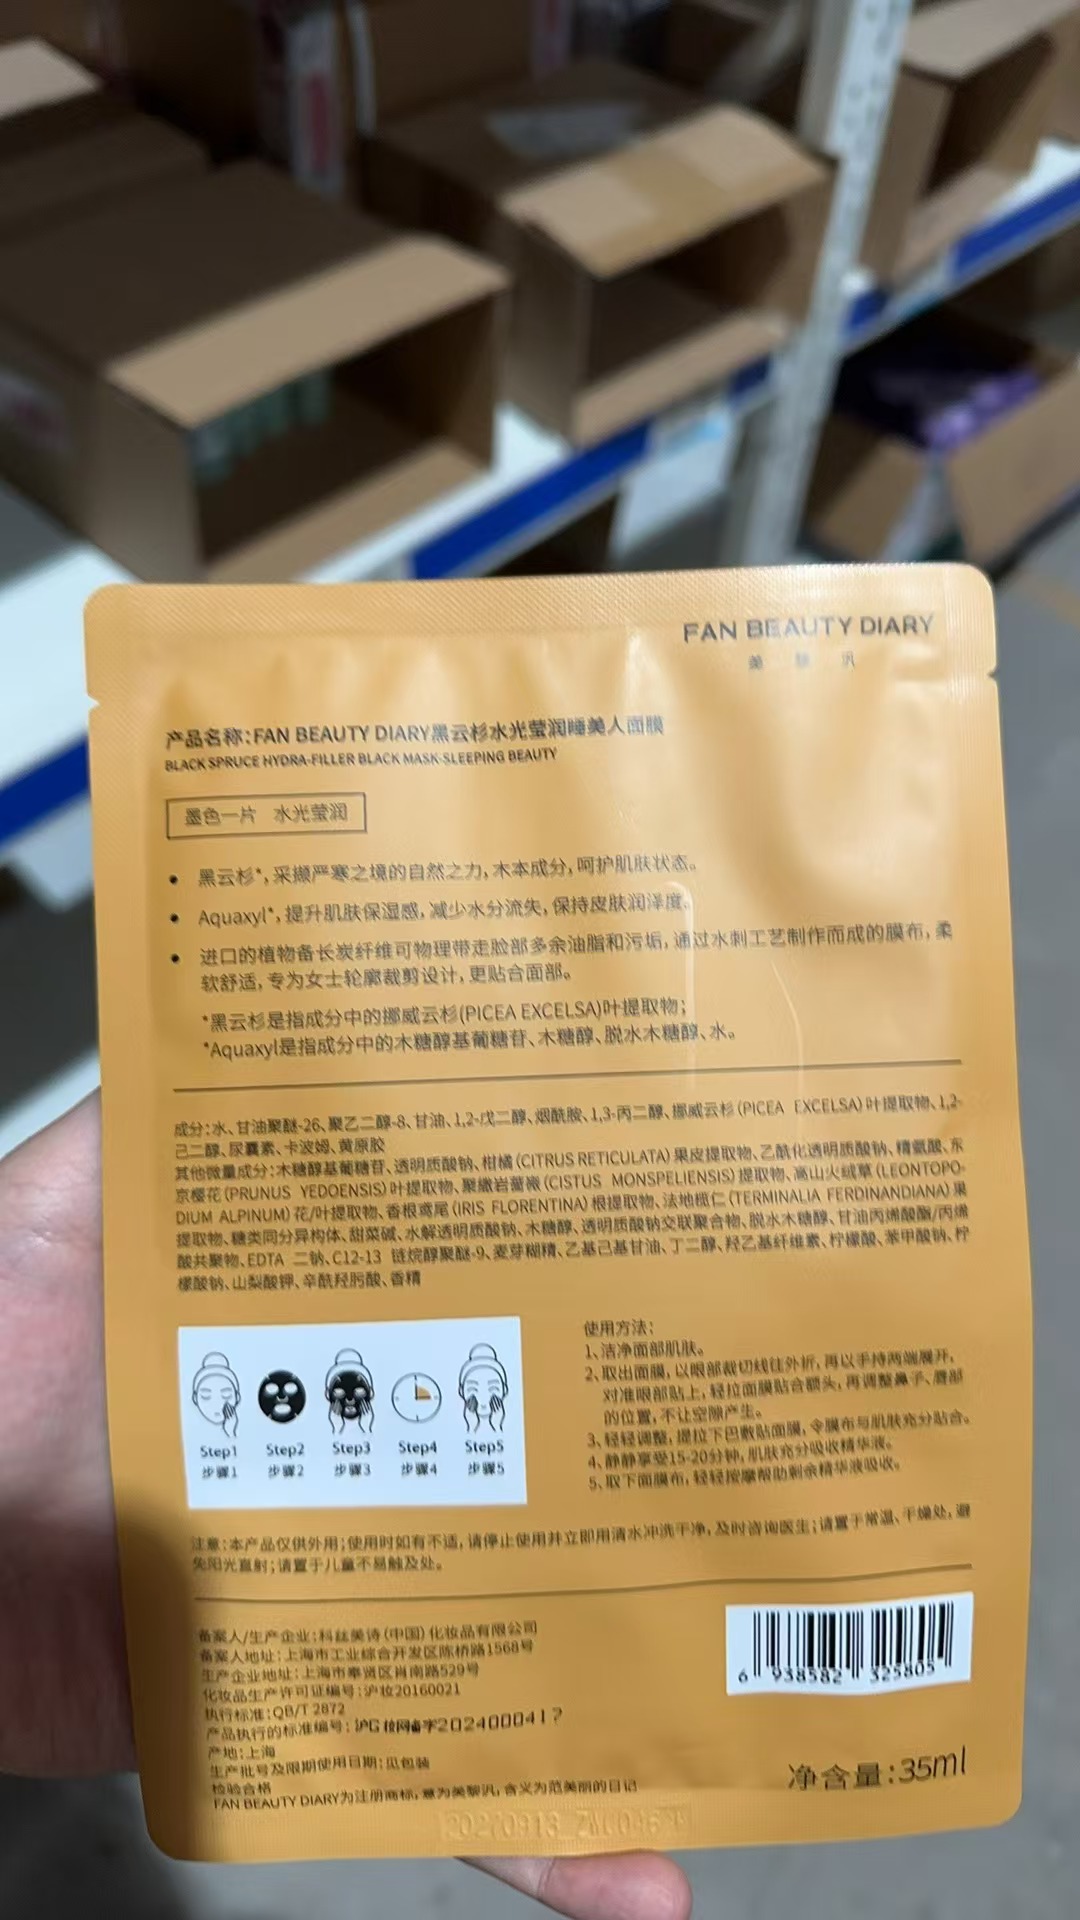 FAN BEAUTY DIARY
美 黎 汎
产品名称:FAN BEAUTY DIARY黑云杉水光莹润睡美人面膜
BLACK SPRUCE HYDRA-FILLER BLACK MASK-SLEEPING BEAUTY
墨色一片 水光莹润
• 黑云杉*,采撷严寒之境的自然之力,木本成分,呵护肌肤状态。
• Aquaxyl*,提升肌肤保湿感,减少水分流失,保持皮肤润泽度。
• 进口的植物备长炭纤维可物理带走脸部多余油脂和污垢,通过水刺工艺制作而成的膜布,柔
软舒适,专为女士轮廓裁剪设计,更贴合面部。
*黑云杉是指成分中的挪威云杉(PICEA EXCELSA)叶提取物;
*Aquaxyl是指成分中的木糖醇基葡糖苷、木糖醇、脱水木糖醇、水。
成分:水、甘油聚醚-26、聚乙二醇-8、甘油、1,2-戊二醇、烟酰胺、1,3-丙二醇、挪威云杉(PICEA EXCELSA)叶提取物、1,2-
己二醇、尿囊素、卡波姆、黄原胶
其他微量成分:木糖醇基葡糖苷、透明质酸钠、柑橘(CITRUS RETICULATA)果皮提取物、乙酰化透明质酸钠、精氨酸、东
京樱花(PRUNUS YEDOENSIS)叶提取物、聚繖岩蔷薇(CISTUS MONSPELIENSIS)提取物、高山火绒草(LEONTOPO-
DIUM ALPINUM)花/叶提取物、香根鸢尾(IRIS FLORENTINA)根提取物、法地榄仁(TERMINALIA FERDINANDIANA)果
提取物、糖类同分异构体、甜菜碱、水解透明质酸钠、木糖醇、透明质酸钠交联聚合物、脱水木糖醇、甘油丙烯酸酯/丙烯
酸共聚物、EDTA 二钠、C12-13 链烷醇聚醚-9、麦芽糊精、乙基己基甘油、丁二醇、羟乙基纤维素、柠檬酸、苯甲酸钠、柠
檬酸钠、山梨酸钾、辛酰羟肟酸、香精
Step1 Step2 Step3 Step4 Step5
步骤1 步骤2 步骤3 步骤4 步骤5
使用方法:
1、洁净面部肌肤。
2、取出面膜,以眼部裁切线往外折,再以手持两端展开,
对准眼部贴上,轻拉面膜贴合额头,再调整鼻子、唇部
的位置,不让空隙产生。
3、轻轻调整,提拉下巴敷贴面膜,令膜布与肌肤充分贴合。
4、静静享受15-20分钟,肌肤充分吸收精华液。
5、取下面膜布,轻轻按摩帮助剩余精华液吸收。
注意:本产品仅供外用;使用时如有不适,请停止使用并立即用清水冲洗干净,及时咨询医生;请置于常温、干燥处,避
免阳光直射;请置于儿童不易触及处。
备案人/生产企业:科丝美诗(中国)化妆品有限公司
备案人地址:上海市工业综合开发区陈桥路1568号
生产企业地址:上海市奉贤区肖南路529号
化妆品生产许可证编号:沪妆20160021
执行标准:QB/T 2872
产品执行的标准编号:沪G妆网备字2024000417
产地:上海
生产批号及限期使用日期:见包装
检验合格
FAN BEAUTY DIARY为注册商标,意为美黎汎,含义为范美丽的日记
6 938582 325805
净含量:35ml
20270913